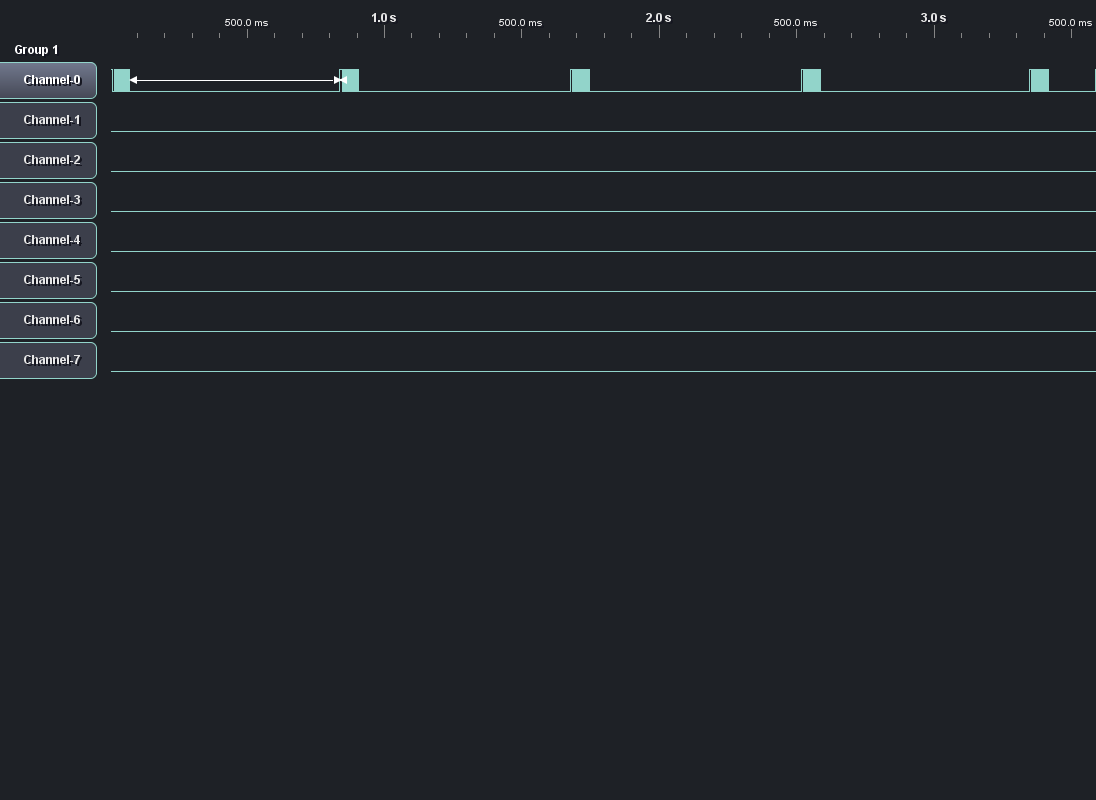 500.0 ms 1.0 s 500.0 ms 2.0 s 500.0 ms 3.0 s 500.0 ms
Group 1
Channel-0
Channel-1
Channel-2
Channel-3
Channel-4
Channel-5
Channel-6
Channel-7